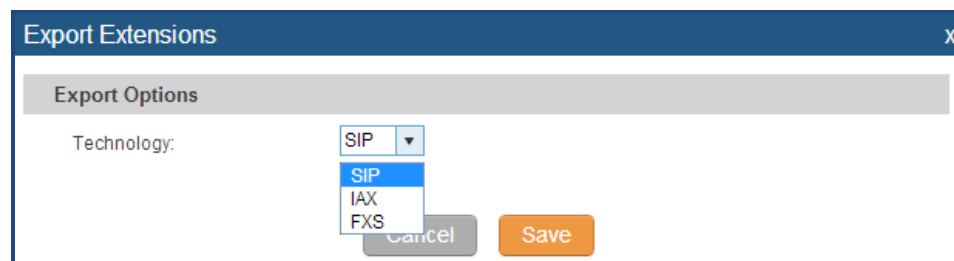 Export Extensions x
Export Options
Technology: SIP
SIP
IAX
FXS
Cancel Save